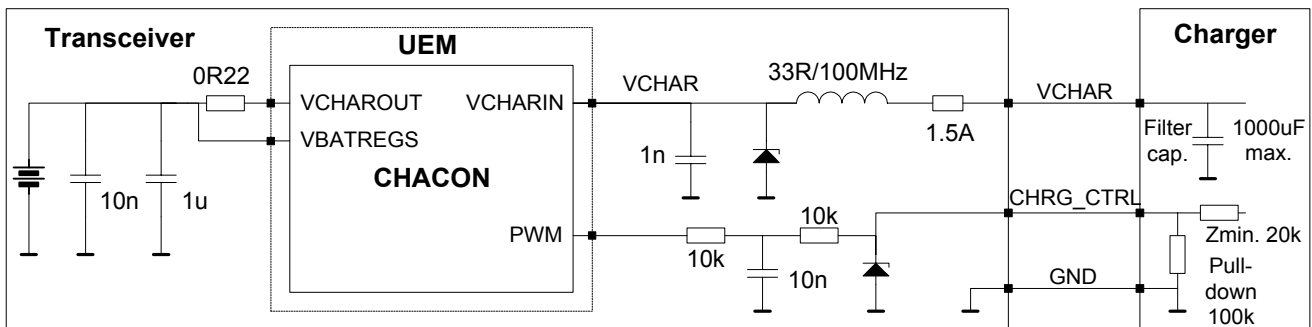 Transceiver
UEM
Charger
0R22
VCHAROUT
VCHARIN
VCHAR
33R/100MHz
VCHAR
VBATREGS
1.5A
Filter
cap.
1000uF
max.
1n
CHACON
10n
1u
CHRG_CTRL
PWM
10k
10k
Zmin. 20k
10n
GND
Pull-
down
100k